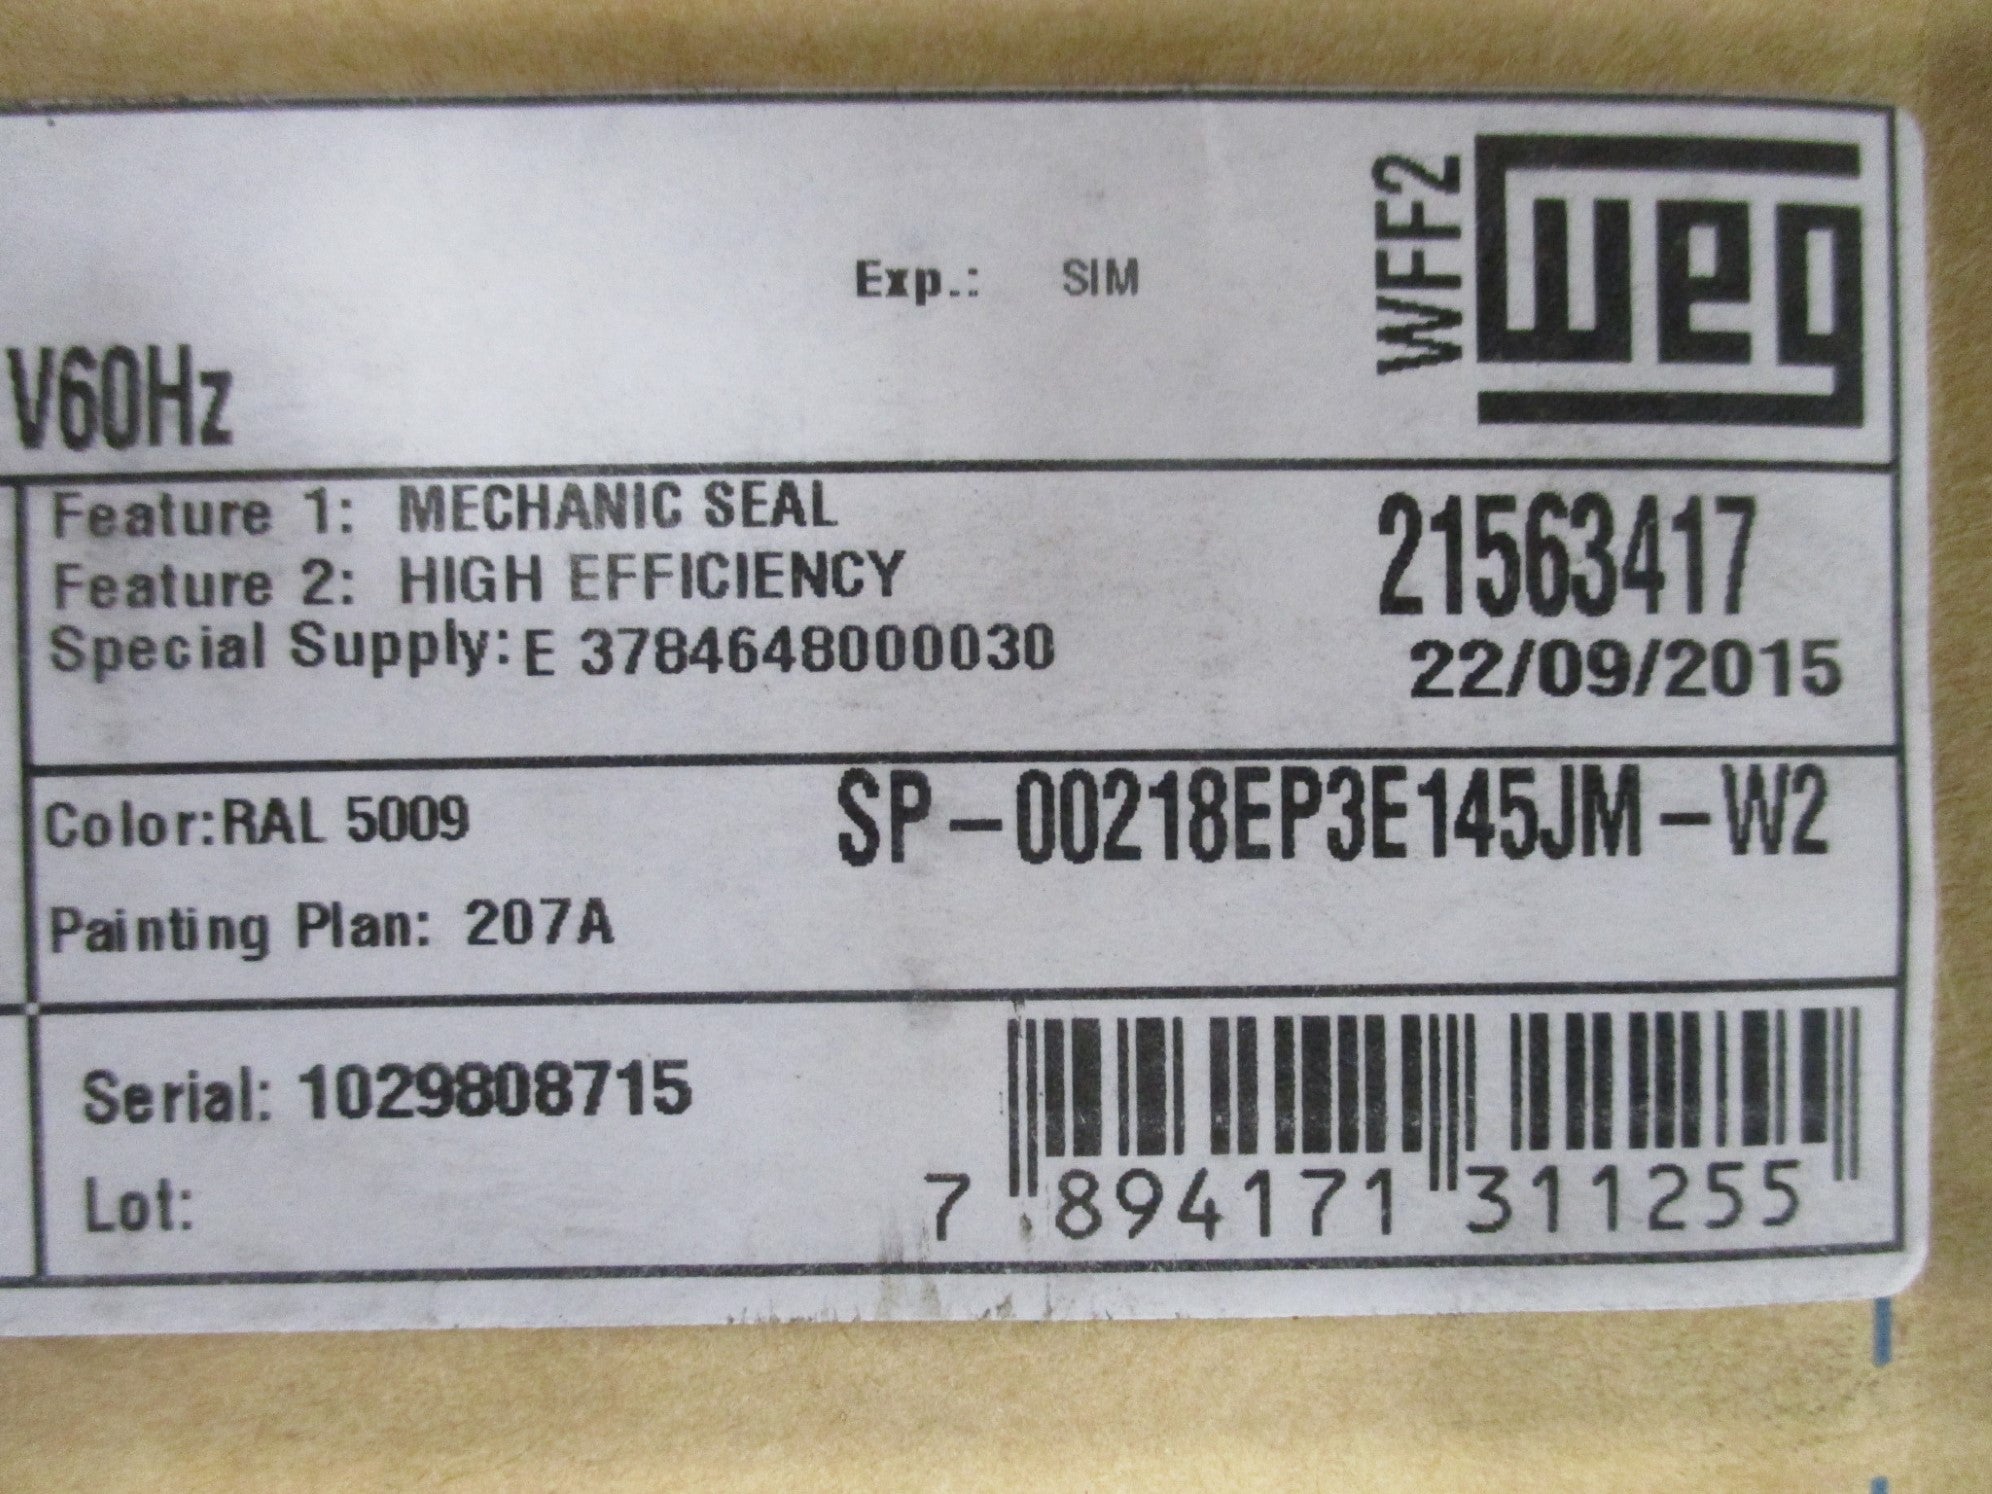 WFF2
weg
Exp.: SIM
V60Hz
Feature 1: MECHANIC SEAL
Feature 2: HIGH EFFICIENCY
Special Supply: E 3784648000030
21563417
22/09/2015
Color: RAL 5009
SP-00218EP3E145JM-W2
Painting Plan: 207A
Serial: 1029808715
Lot:
7 894171 311255